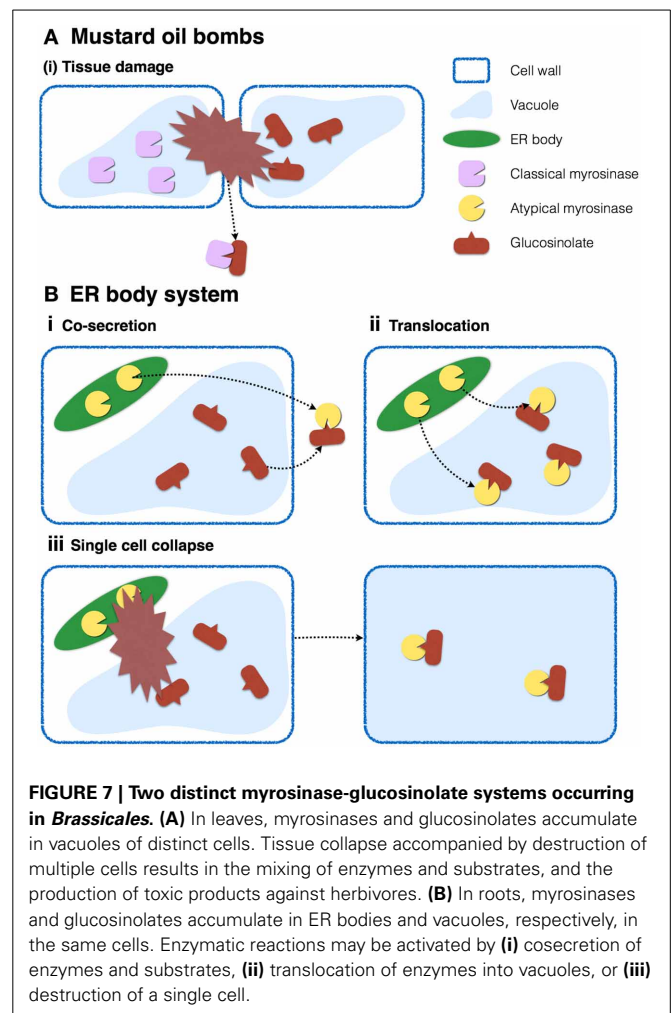 A Mustard oil bombs
(i) Tissue damage
Cell wall
Vacuole
ER body
Classical myrosinase
Atypical myrosinase
Glucosinolate
B ER body system
i Co-secretion
ii Translocation
iii Single cell collapse
FIGURE 7 | Two distinct myrosinase-glucosinolate systems occurring
in Brassicales. (A) In leaves, myrosinases and glucosinolates accumulate
in vacuoles of distinct cells. Tissue collapse accompanied by destruction of
multiple cells results in the mixing of enzymes and substrates, and the
production of toxic products against herbivores. (B) In roots, myrosinases
and glucosinolates accumulate in ER bodies and vacuoles, respectively, in
the same cells. Enzymatic reactions may be activated by (i) cosecretion of
enzymes and substrates, (ii) translocation of enzymes into vacuoles, or (iii)
destruction of a single cell.